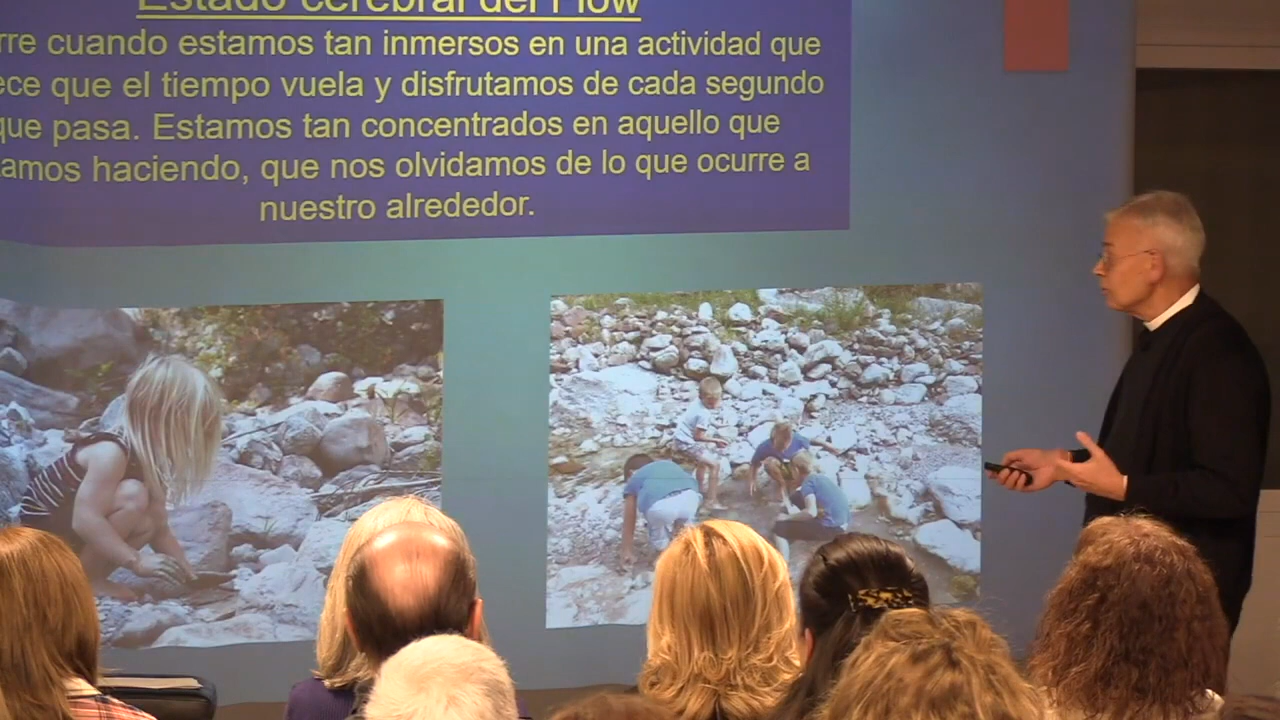 Estado cerebral del Flow
rre cuando estamos tan inmersos en una actividad que
ece que el tiempo vuela y disfrutamos de cada segundo
que pasa. Estamos tan concentrados en aquello que
tamos haciendo, que nos olvidamos de lo que ocurre a
nuestro alrededor.